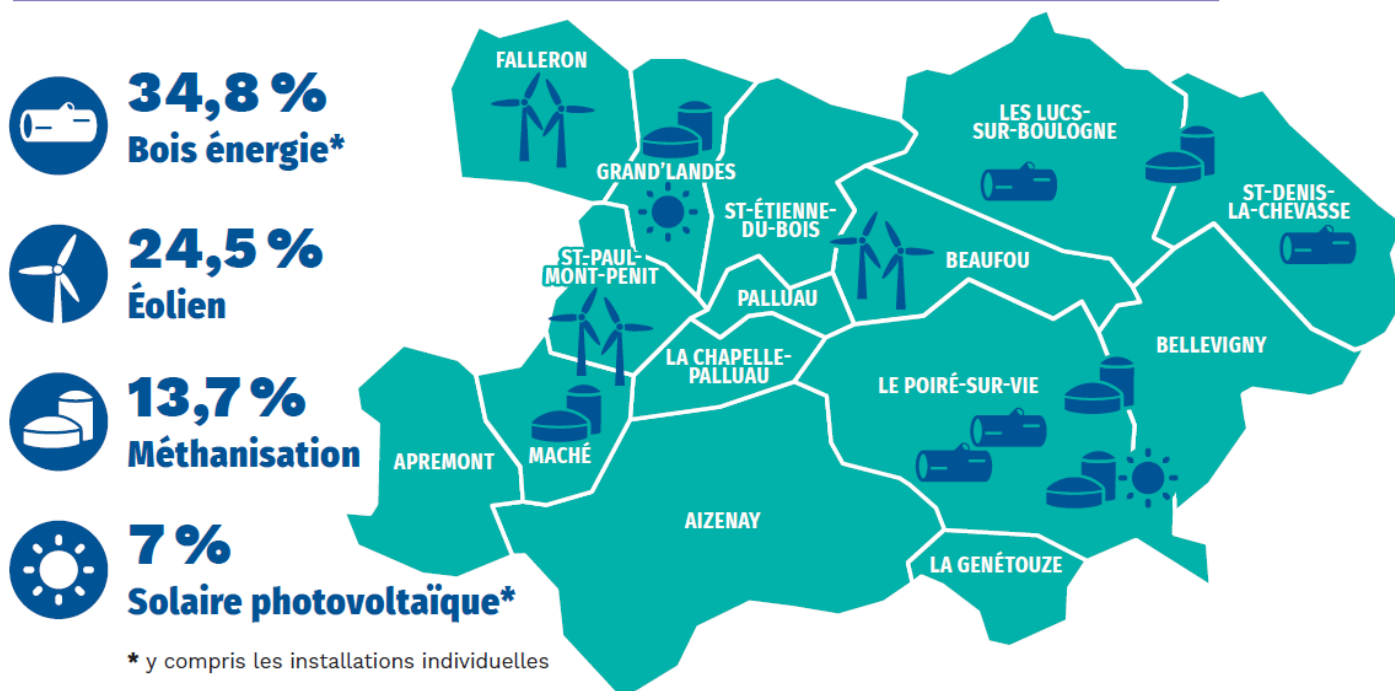 34,8 %
Bois énergie*
24,5 %
Éolien
13,7 %
Méthanisation
7 %
Solaire photovoltaïque*
* y compris les installations individuelles
FALLERON
GRAND'LANDES
LES LUCS-
SUR-BOULOGNE
ST-DENIS-
LA-CHEVASSE
ST-ÉTIENNE-
DU-BOIS
ST-PAUL-
MONT-PENIT
BEAUFOU
PALLUAU
BELLEVIGNY
LA CHAPELLE-
PALLUAU
LE POIRÉ-SUR-VIE
APREMONT
MACHÉ
AIZENAY
LA GENÉTOUZE